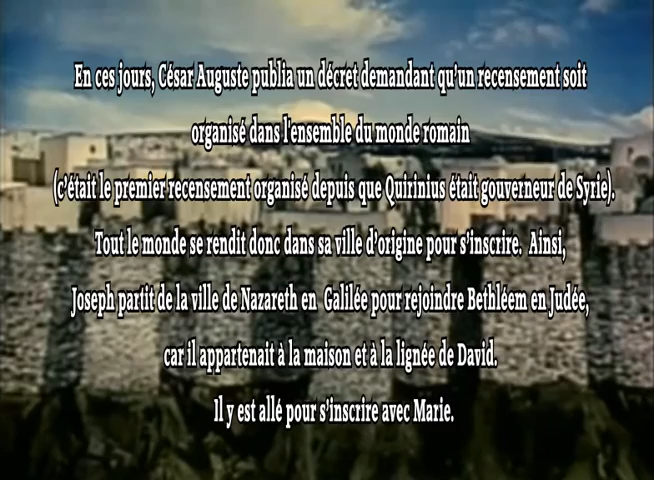 En ces jours, César Auguste publia un décret demandant qu'un recensement soit
organisé dans l'ensemble du monde romain
(c'était le premier recensement organisé depuis que Quirinius était gouverneur de Syrie).
Tout le monde se rendit donc dans sa ville d'origine pour s'inscrire. Ainsi,
Joseph partit de la ville de Nazareth en Galilée pour rejoindre Bethléem en Judée,
car il appartenait à la maison et à la lignée de David.
Il y est allé pour s'inscrire avec Marie.